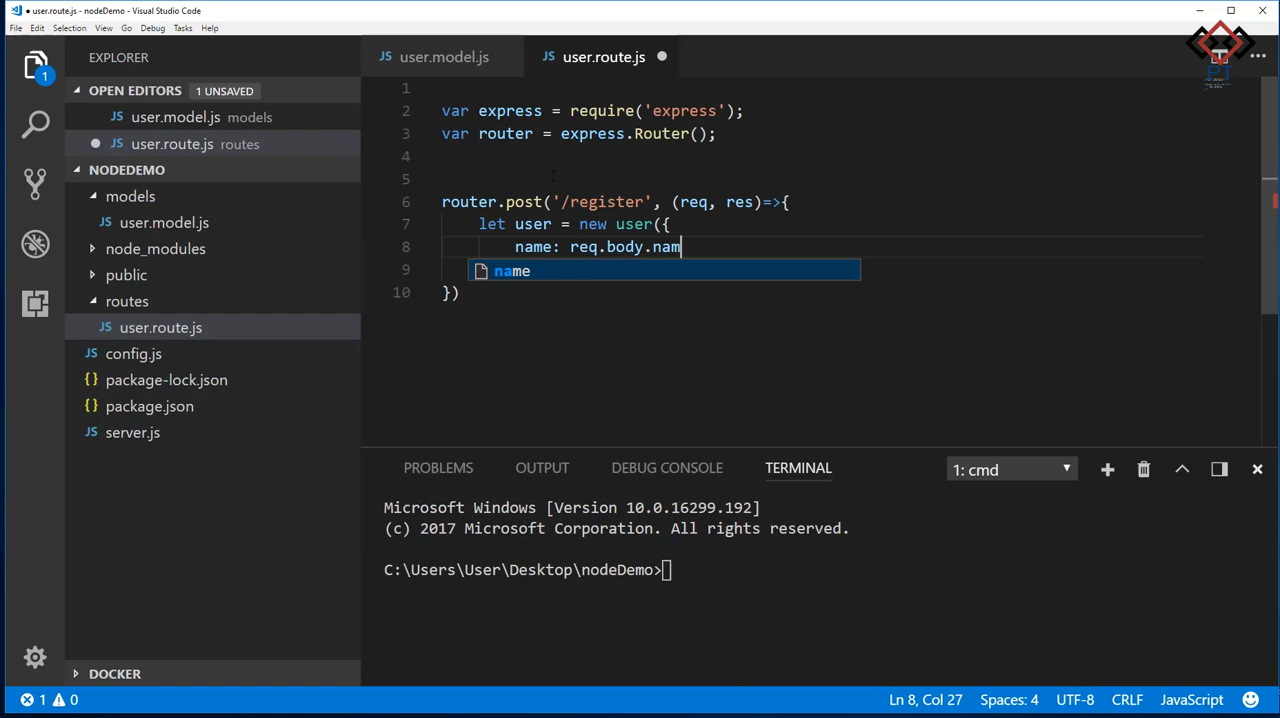 ● user.route.js - nodeDemo - Visual Studio Code
File Edit Selection View Go Debug Tasks Help
EXPLORER
OPEN EDITORS 1 UNSAVED
JS user.model.js models
● JS user.route.js routes
NODEDEMO
models
JS user.model.js
node_modules
public
routes
JS user.route.js
JS config.js
{} package-lock.json
{} package.json
JS server.js
DOCKER
1
JS user.model.js JS user.route.js ●
PT
1
2 var express = require('express');
3 var router = express.Router();
4
5
6 router.post('/register', (req, res)=>{
7 let user = new user({
8 name: req.body.nam
9 name
10 })
PROBLEMS OUTPUT DEBUG CONSOLE TERMINAL 1: cmd
Microsoft Windows [Version 10.0.16299.192]
(c) 2017 Microsoft Corporation. All rights reserved.
C:\Users\User\Desktop\nodeDemo>
1 0 Ln 8, Col 27 Spaces: 4 UTF-8 CRLF JavaScript